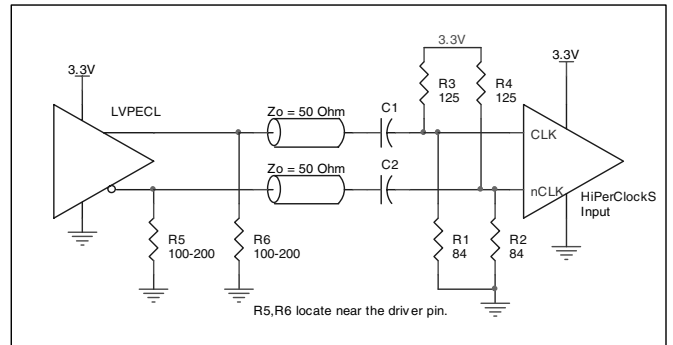 3.3V
3.3V
3.3V
LVPECL
Zo = 50 Ohm
C1
R3
125
R4
125
CLK
Zo = 50 Ohm
C2
nCLK
HiPerClockS
Input
R5
100-200
R6
100-200
R1
84
R2
84
R5,R6 locate near the driver pin.